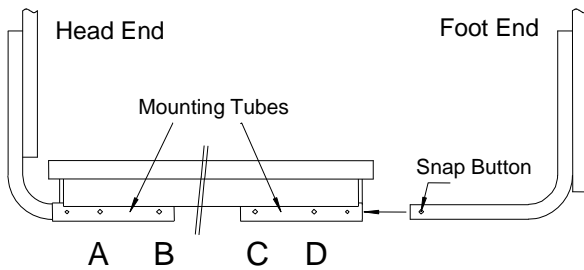 Head End
Foot End
Mounting Tubes
Snap Button
A B C D